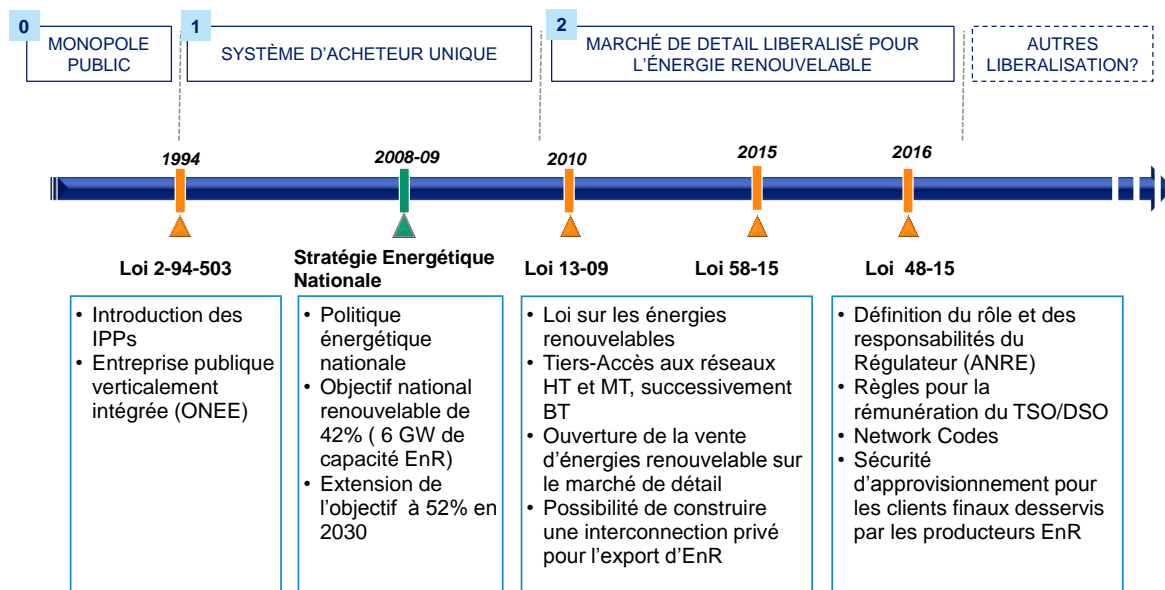 0
MONOPOLE
PUBLIC
1
SYSTÈME D'ACHETEUR UNIQUE
2
MARCHÉ DE DETAIL LIBERALISÉ POUR
L'ÉNERGIE RENOUVELABLE
AUTRES
LIBERALISATION?
1994
2008-09
2010
2015
2016
Loi 2-94-503
• Introduction des
IPPs
• Entreprise publique
verticalement
intégrée (ONEE)
Stratégie Energétique
Nationale
• Politique
énergétique
nationale
• Objectif national
renouvelable de
42% ( 6 GW de
capacité EnR)
• Extension de
l'objectif à 52% en
2030
Loi 13-09
Loi 58-15
• Loi sur les énergies
renouvelables
• Tiers-Accès aux réseaux
HT et MT, successivement
BT
• Ouverture de la vente
d'énergies renouvelable sur
le marché de détail
• Possibilité de construire
une interconnection privé
pour l'export d'EnR
Loi 48-15
• Définition du rôle et des
responsabilités du
Régulateur (ANRE)
• Règles pour la
rémunération du TSO/DSO
• Network Codes
• Sécurité
d'approvisionnement pour
les clients finaux desservis
par les producteurs EnR